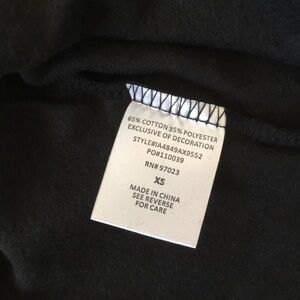 65% COTTON 35% POLYESTER
EXCLUSIVE OF DECORATION
STYLE#IA4849AX9552
PO#110039
RN# 97023
XS
MADE IN CHINA
SEE REVERSE
FOR CARE